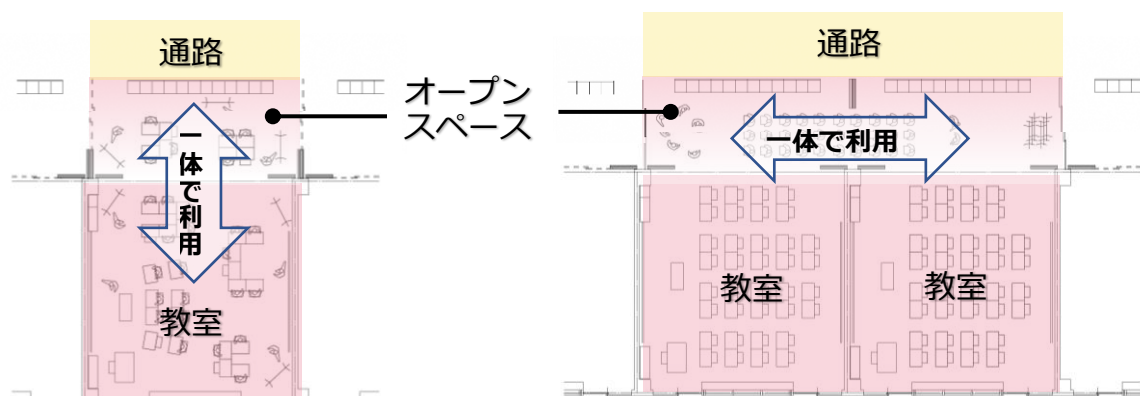 通路
オープン
スペース
一体で利用
教室
通路
一体で利用
教室
教室